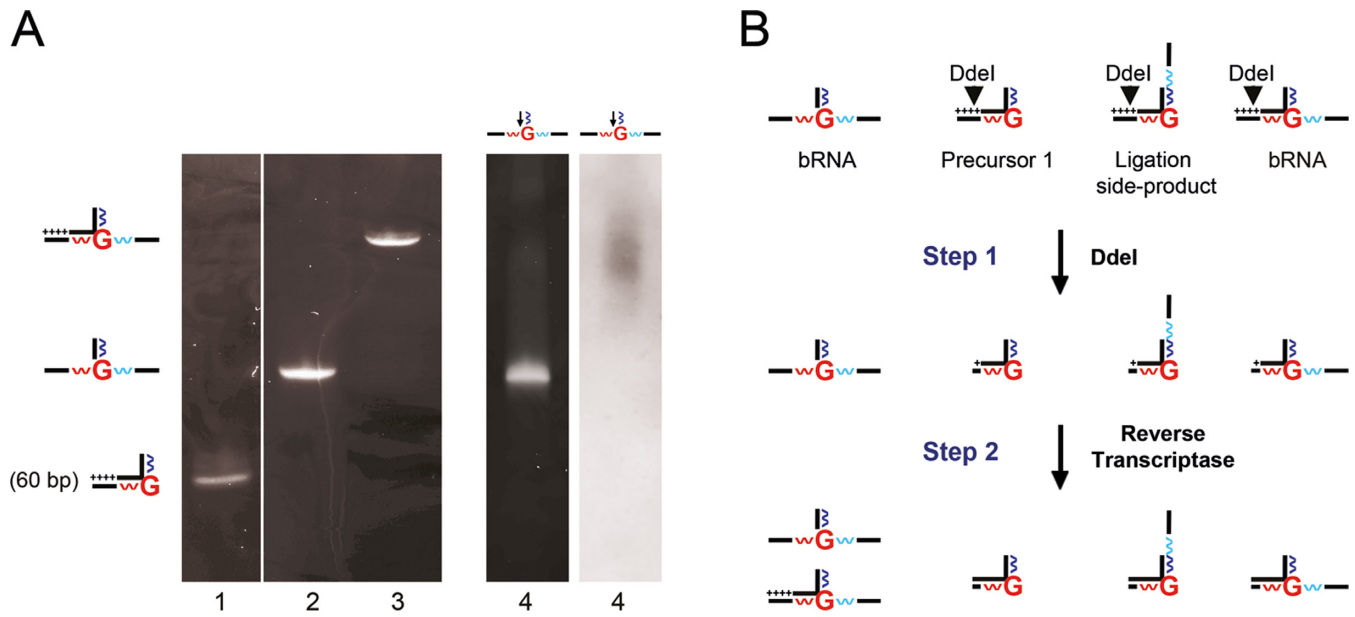 A
B
DdeI
DdeI
DdeI
G
G
G
G
G
G
bRNA
Precursor 1
Ligation
side-product
bRNA
++++
G
Step 1
DdeI
G
G
G
G
G
Step 2
Reverse
Transcriptase
(60 bp)
++++
G
G
G
G
G
++++
G
1
2
3
4
4